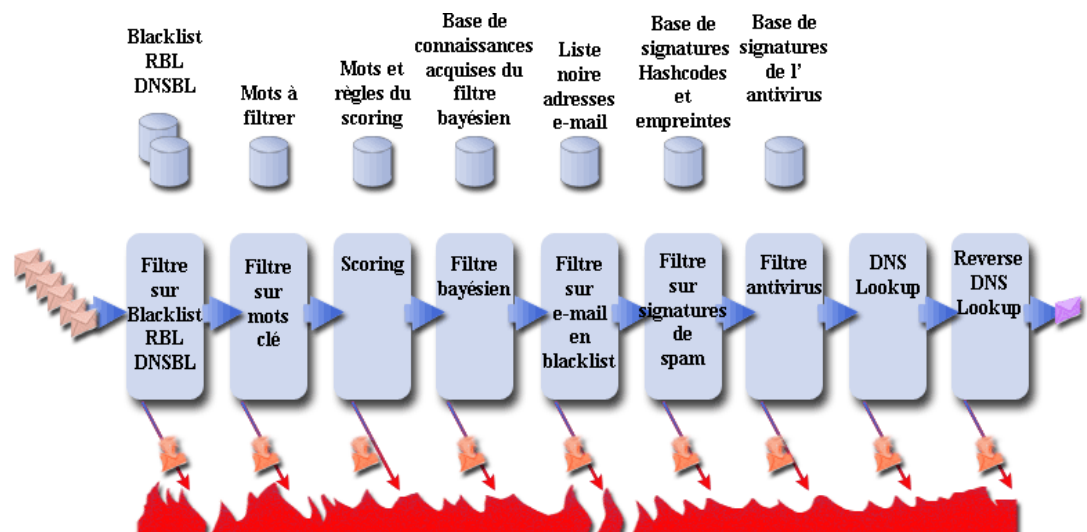 Blacklist
RBL
DNSBL
Mots à
filtrer
Mots et
règles du
scoring
Base de
connaissances
acquises du
filtre
bayésien
Liste
noire
adresses
e-mail
Base de
signatures
Hashcodes
et
empreintes
Base de
signatures
de l'
antivirus
Filtre
sur
Blacklist
RBL
DNSBL
Filtre
sur
mots
clé
Scoring
Filtre
bayésien
Filtre
sur
e-mail
en
blacklist
Filtre
sur
signatures
de
spam
Filtre
antivirus
DNS
Lookup
Reverse
DNS
Lookup